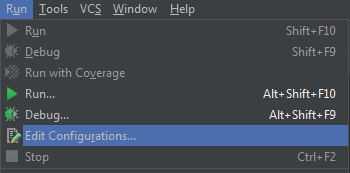 Run Tools VCS Window Help
Run Shift+F10
Debug Shift+F9
Run with Coverage
Run... Alt+Shift+F10
Debug... Alt+Shift+F9
Edit Configurations...
Stop Ctrl+F2